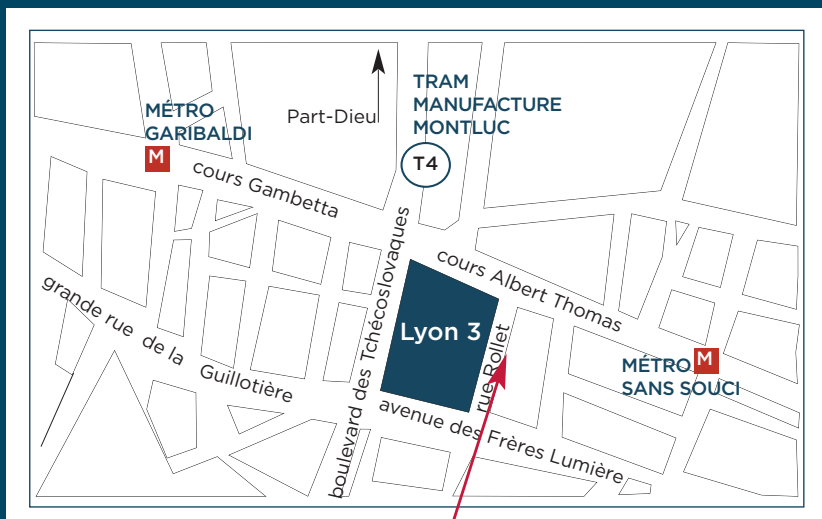 TRAM
MANUFACTURE
MONTLUC
T4
Part-Dieu
MÉTRO
GARIBALDI
M
cours Gambetta
boulevard des Tchécoslovaques
cours Albert Thomas
Lyon 3
rue Rollet
grande rue de la Guillotière
MÉTRO
SANS SOUCI
M
avenue des Frères Lumière